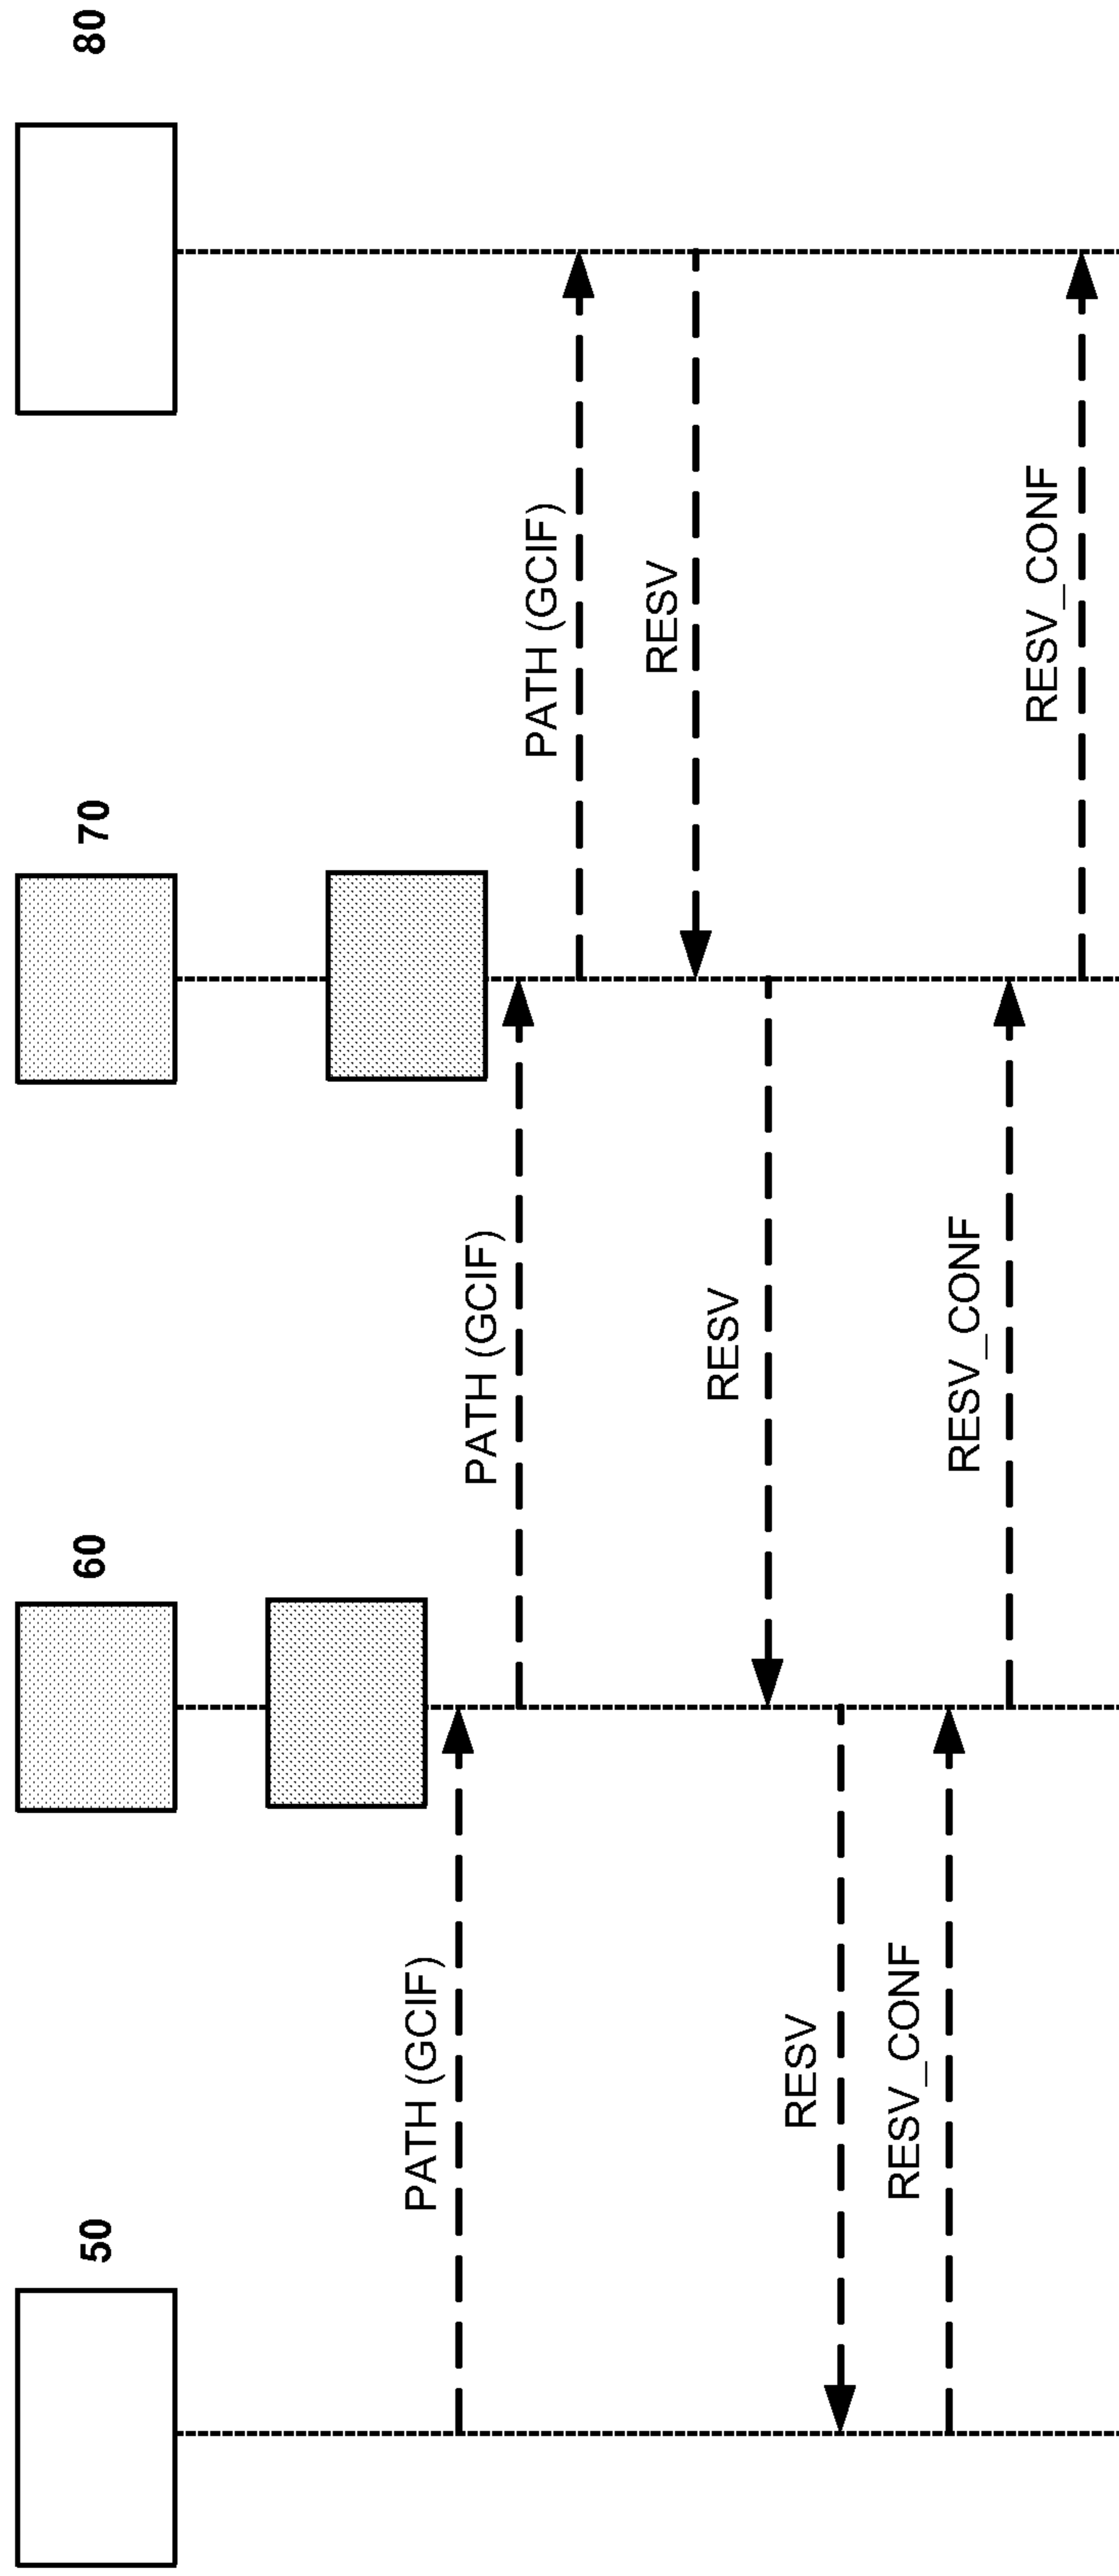 50
60
70
80
PATH (GCIF)
PATH (GCIF)
PATH (GCIF)
RESV
RESV
RESV
RESV_CONF
RESV_CONF
RESV_CONF